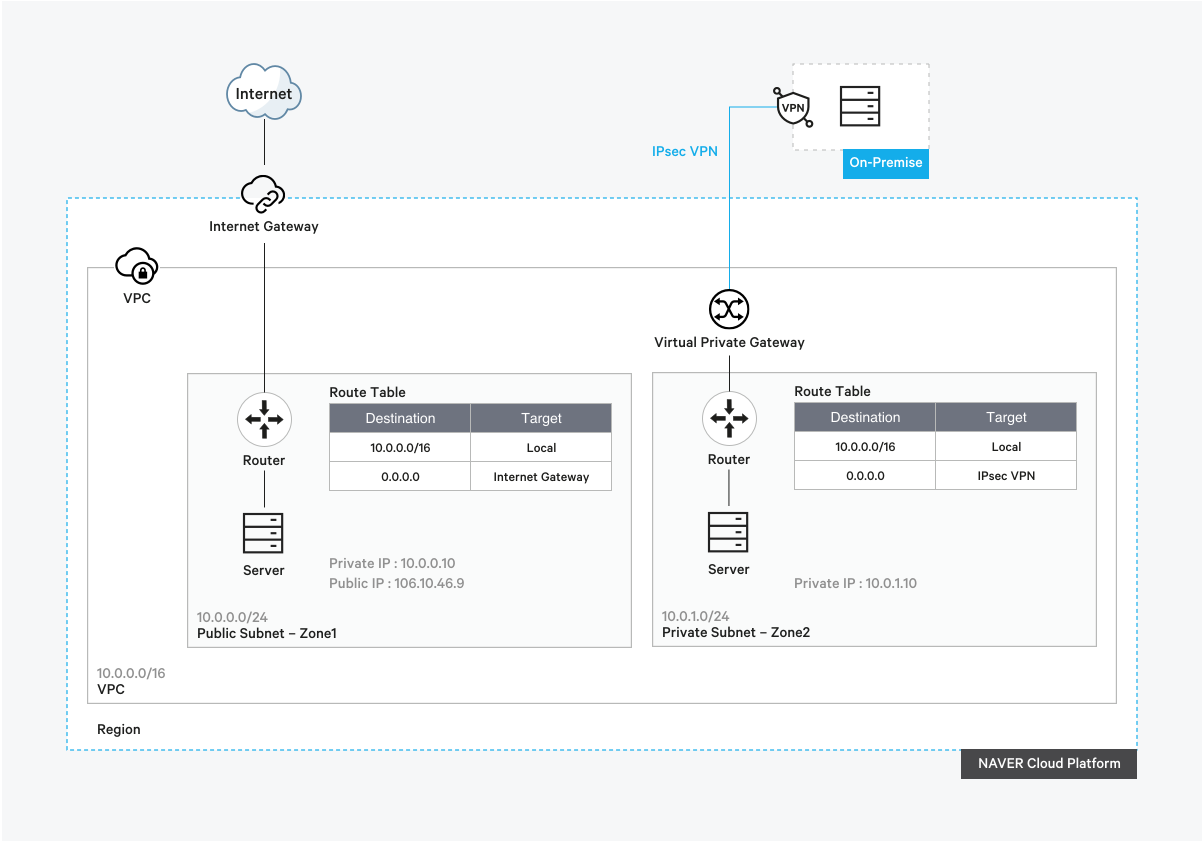 Internet
VPN
IPsec VPN
On-Premise
Internet Gateway
VPC
Virtual Private Gateway
Route Table
Destination Target
10.0.0.0/16 Local
0.0.0.0 Internet Gateway
Router
Server
Private IP : 10.0.0.10
Public IP : 106.10.46.9
10.0.0.0/24
Public Subnet – Zone1
Route Table
Destination Target
10.0.0.0/16 Local
0.0.0.0 IPsec VPN
Router
Server
Private IP : 10.0.1.10
10.0.1.0/24
Private Subnet – Zone2
10.0.0.0/16
VPC
Region
NAVER Cloud Platform